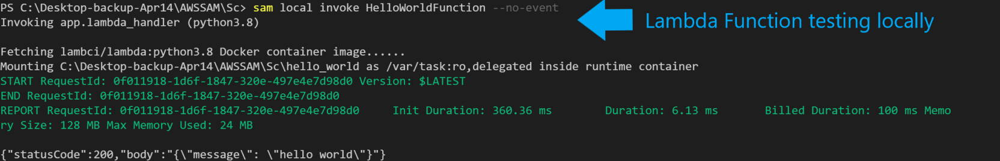 PS C:\Desktop-backup-Apr14\AWSSAM\Sc> sam local invoke HelloWorldFunction --no-event
Invoking app.lambda_handler (python3.8)
Lambda Function testing locally
Fetching lambci/lambda:python3.8 Docker container image......
Mounting C:\Desktop-backup-Apr14\AWSSAM\Sc\hello_world as /var/task:ro,delegated inside runtime container
START RequestId: 0f011918-1d6f-1847-320e-497e4e7d98d0 Version: $LATEST
END RequestId: 0f011918-1d6f-1847-320e-497e4e7d98d0
REPORT RequestId: 0f011918-1d6f-1847-320e-497e4e7d98d0     Init Duration: 360.36 ms        Duration: 6.13 ms       Billed Duration: 100 ms Memo
ry Size: 128 MB Max Memory Used: 24 MB
{"statusCode":200,"body":"{\"message\": \"hello world\"}"}